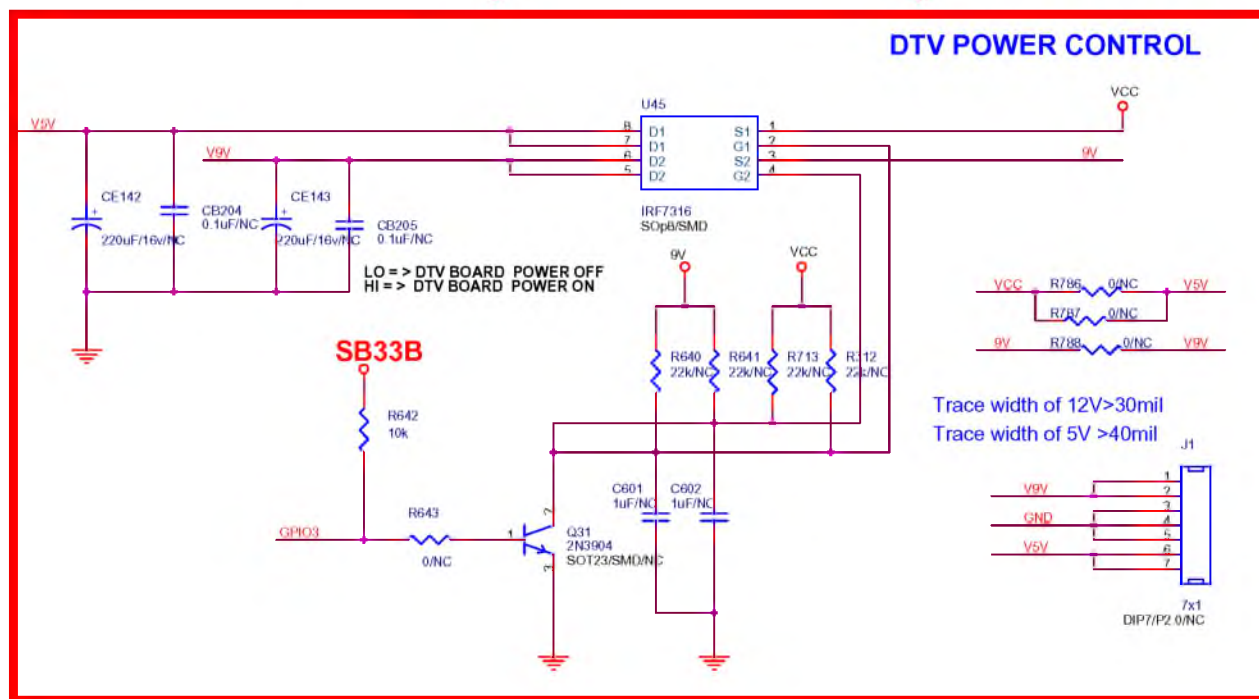 DTV POWER CONTROL
U45
VCC
V5V
8 D1 S1 1
7 D1 G1 2
V9V
6 D2 S2 3
9V
5 D2 G2 4
CE142
220uF/16v/NC
CB204
0.1uF/NC
CE143
220uF/16v/NC
CB205
0.1uF/NC
IRF7316
SOp8/SMD
LO = > DTV BOARD POWER OFF
HI = > DTV BOARD POWER ON
9V
VCC
SB33B
R642
10k
R640
22k/NC
R641
22k/NC
R713
22k/NC
R312
22k/NC
VCC R786 0/NC V5V
R787 0/NC
9V R788 0/NC V9V
Trace width of 12V>30mil
Trace width of 5V >40mil
C601
1uF/NC
C602
1uF/NC
GPIO3
R643
0/NC
1
2
3
Q31
2N3904
SOT23/SMD/NC
J1
1
V9V 2
3
GND 4
5
V5V 6
7
7x1
DIP7/P2.0/NC